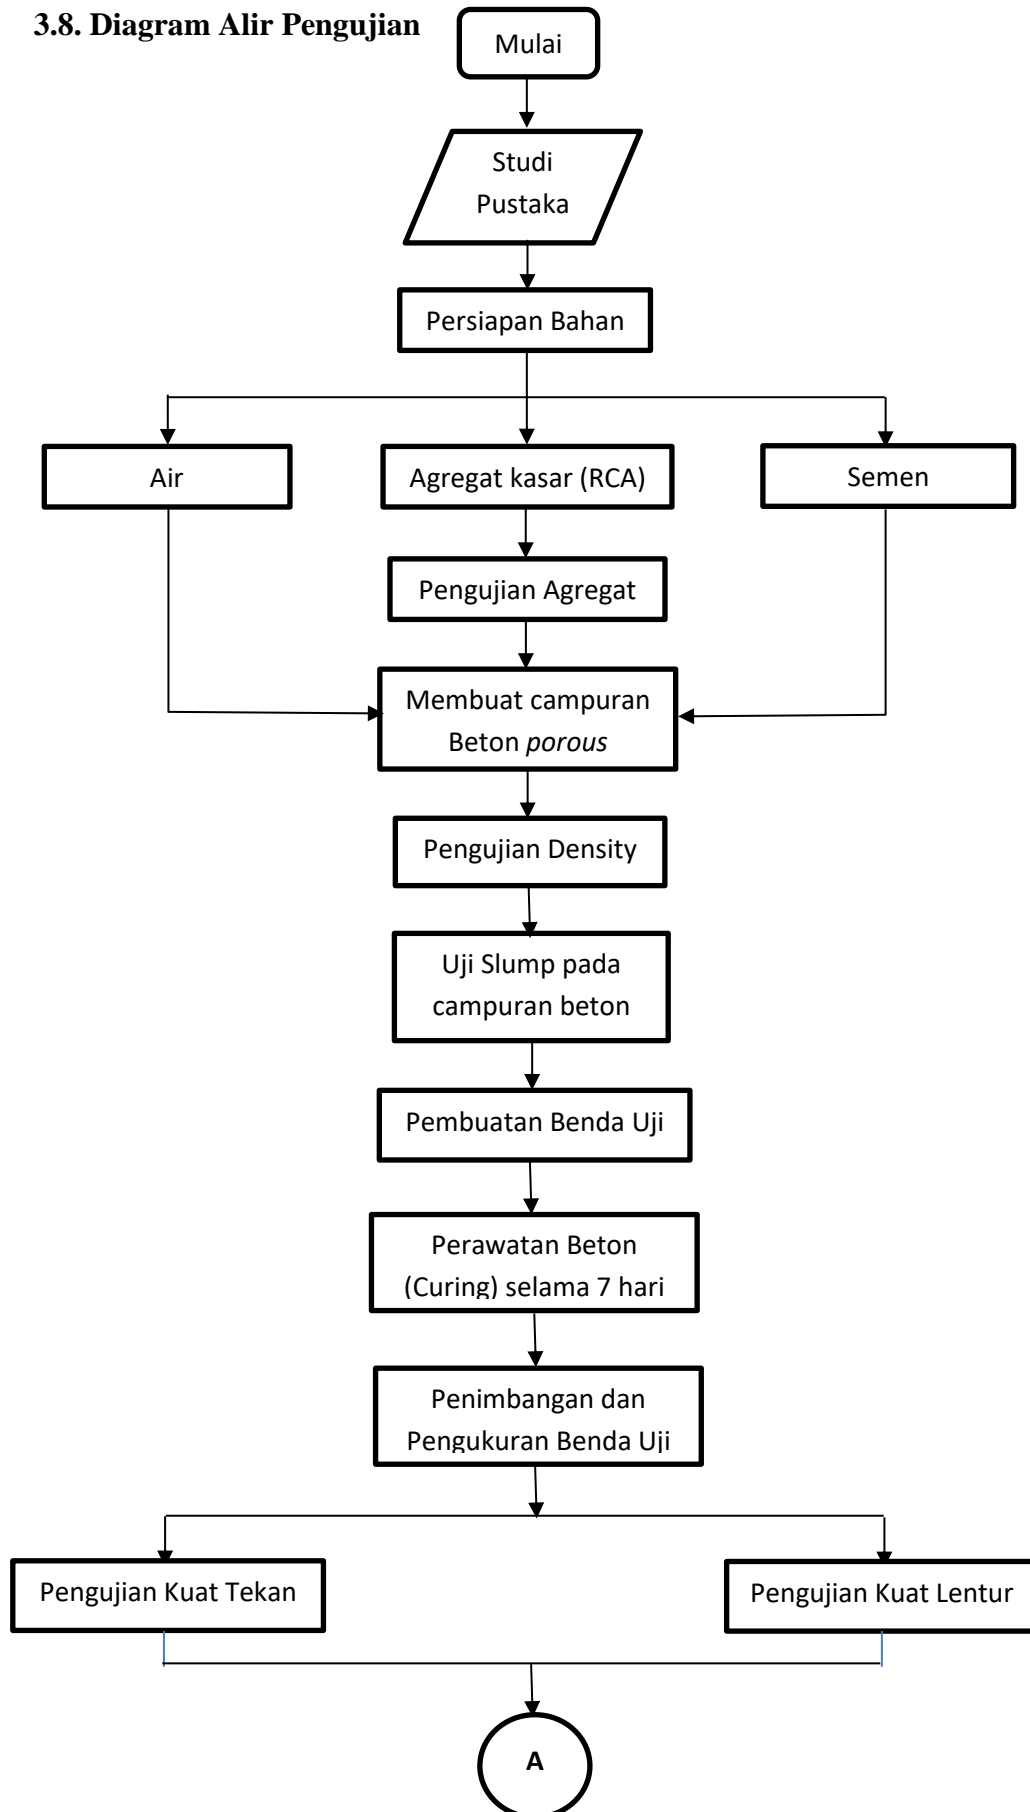 3.8. Diagram Alir Pengujian
Mulai
Studi
Pustaka
Persiapan Bahan
Air
Agregat kasar (RCA)
Semen
Pengujian Agregat
Membuat campuran
Beton porous
Pengujian Density
Uji Slump pada
campuran beton
Pembuatan Benda Uji
Perawatan Beton
(Curing) selama 7 hari
Penimbangan dan
Pengukuran Benda Uji
Pengujian Kuat Tekan
Pengujian Kuat Lentur
A